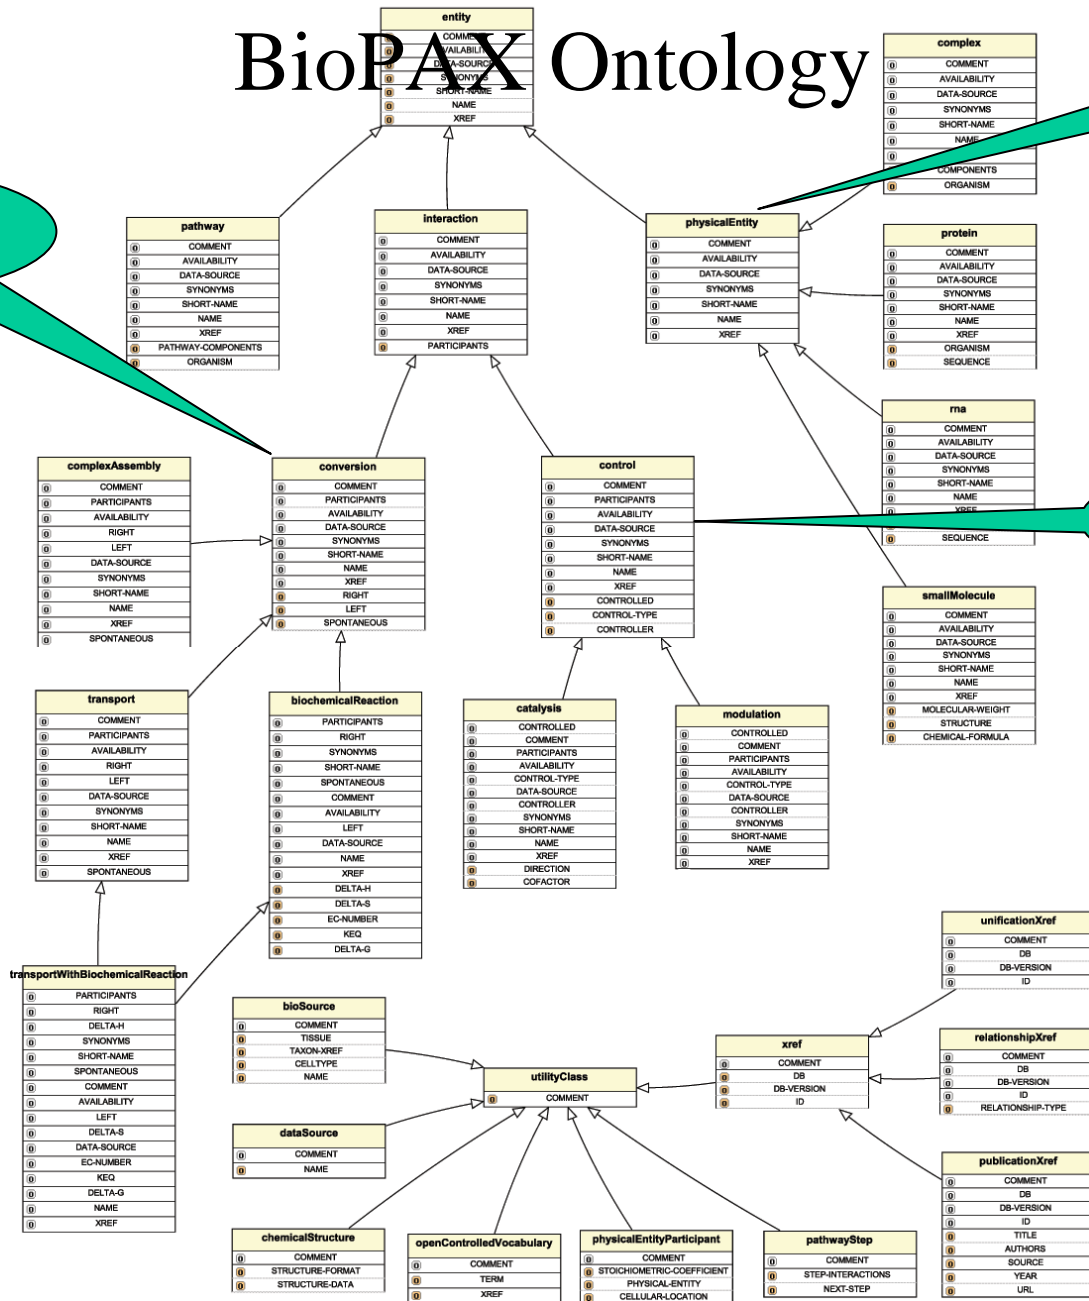 BioPAX Ontology
entity
COMMENT
AVAILABILITY
DATA-SOURCE
SYNONYMS
SHORT-NAME
NAME
XREF
complex
COMMENT
AVAILABILITY
DATA-SOURCE
SYNONYMS
SHORT-NAME
NAME
COMPONENTS
ORGANISM
pathway
COMMENT
AVAILABILITY
DATA-SOURCE
SYNONYMS
SHORT-NAME
NAME
XREF
PATHWAY-COMPONENTS
ORGANISM
interaction
COMMENT
AVAILABILITY
DATA-SOURCE
SYNONYMS
SHORT-NAME
NAME
XREF
PARTICIPANTS
physicalEntity
COMMENT
AVAILABILITY
DATA-SOURCE
SYNONYMS
SHORT-NAME
NAME
XREF
protein
COMMENT
AVAILABILITY
DATA-SOURCE
SYNONYMS
SHORT-NAME
NAME
XREF
ORGANISM
SEQUENCE
rna
COMMENT
AVAILABILITY
DATA-SOURCE
SYNONYMS
SHORT-NAME
NAME
XREF
SEQUENCE
complexAssembly
COMMENT
PARTICIPANTS
AVAILABILITY
RIGHT
LEFT
DATA-SOURCE
SYNONYMS
SHORT-NAME
NAME
XREF
SPONTANEOUS
conversion
COMMENT
PARTICIPANTS
AVAILABILITY
DATA-SOURCE
SYNONYMS
SHORT-NAME
NAME
XREF
RIGHT
LEFT
SPONTANEOUS
control
COMMENT
PARTICIPANTS
AVAILABILITY
DATA-SOURCE
SYNONYMS
SHORT-NAME
NAME
XREF
CONTROLLED
CONTROL-TYPE
CONTROLLER
smallMolecule
COMMENT
AVAILABILITY
DATA-SOURCE
SYNONYMS
SHORT-NAME
NAME
XREF
MOLECULAR-WEIGHT
STRUCTURE
CHEMICAL-FORMULA
transport
COMMENT
PARTICIPANTS
AVAILABILITY
RIGHT
LEFT
DATA-SOURCE
SYNONYMS
SHORT-NAME
NAME
XREF
SPONTANEOUS
biochemicalReaction
PARTICIPANTS
RIGHT
SYNONYMS
SHORT-NAME
SPONTANEOUS
COMMENT
AVAILABILITY
LEFT
DATA-SOURCE
NAME
XREF
DELTA-H
DELTA-S
EC-NUMBER
KEQ
DELTA-G
catalysis
CONTROLLED
COMMENT
PARTICIPANTS
AVAILABILITY
CONTROL-TYPE
DATA-SOURCE
CONTROLLER
SYNONYMS
SHORT-NAME
NAME
XREF
DIRECTION
COFACTOR
modulation
CONTROLLED
COMMENT
PARTICIPANTS
AVAILABILITY
CONTROL-TYPE
DATA-SOURCE
CONTROLLER
SYNONYMS
SHORT-NAME
NAME
XREF
transportWithBiochemicalReaction
PARTICIPANTS
RIGHT
DELTA-H
SYNONYMS
SHORT-NAME
SPONTANEOUS
COMMENT
AVAILABILITY
LEFT
DELTA-S
DATA-SOURCE
EC-NUMBER
KEQ
DELTA-G
NAME
XREF
bioSource
COMMENT
TISSUE
TAXON-XREF
CELLTYPE
NAME
utilityClass
COMMENT
xref
COMMENT
DB
DB-VERSION
ID
unificationXref
COMMENT
DB
DB-VERSION
ID
relationshipXref
COMMENT
DB
DB-VERSION
ID
RELATIONSHIP-TYPE
dataSource
COMMENT
NAME
publicationXref
COMMENT
DB
DB-VERSION
ID
TITLE
AUTHORS
SOURCE
YEAR
URL
chemicalStructure
COMMENT
STRUCTURE-FORMAT
STRUCTURE-DATA
openControlledVocabulary
COMMENT
TERM
XREF
physicalEntityParticipant
COMMENT
STOICHIOMETRIC-COEFFICIENT
PHYSICAL-ENTITY
CELLULAR-LOCATION
pathwayStep
COMMENT
STEP-INTERACTIONS
NEXT-STEP